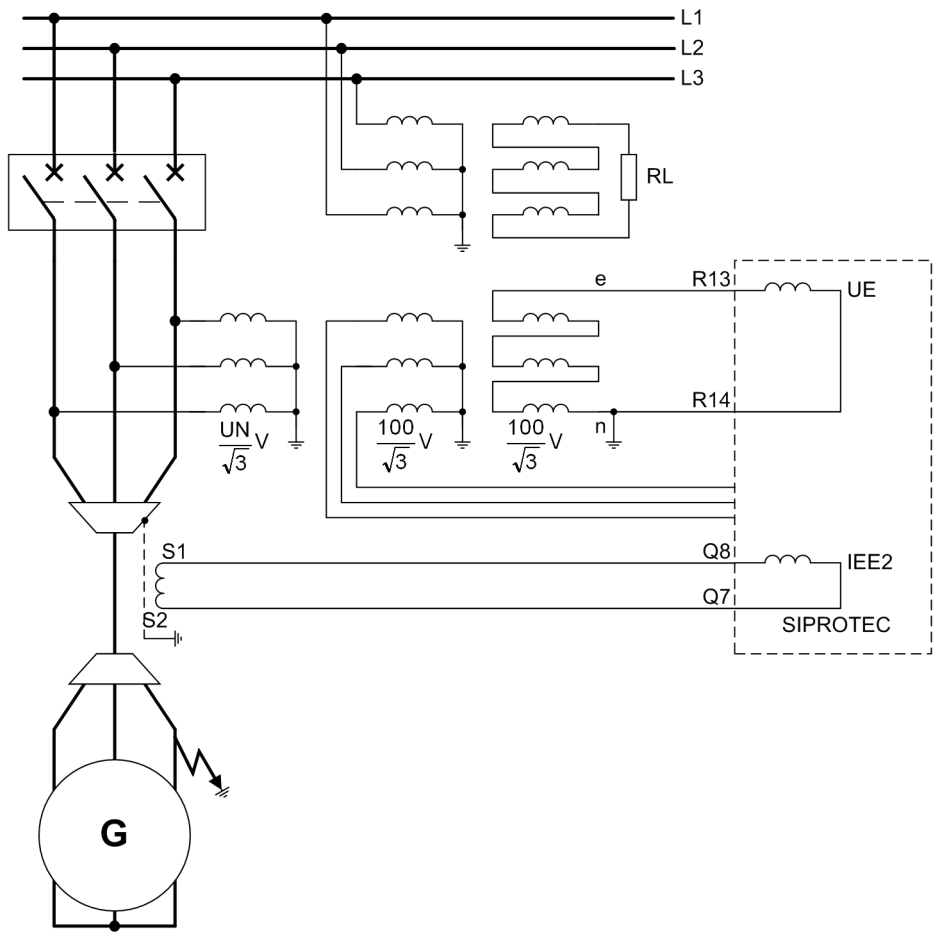 L1
L2
L3
RL
e
R13
UE
R14
UN
√3
V
100
√3
V
100
√3
V
n
S1
Q8
IEE2
S2
Q7
SIPROTEC
G